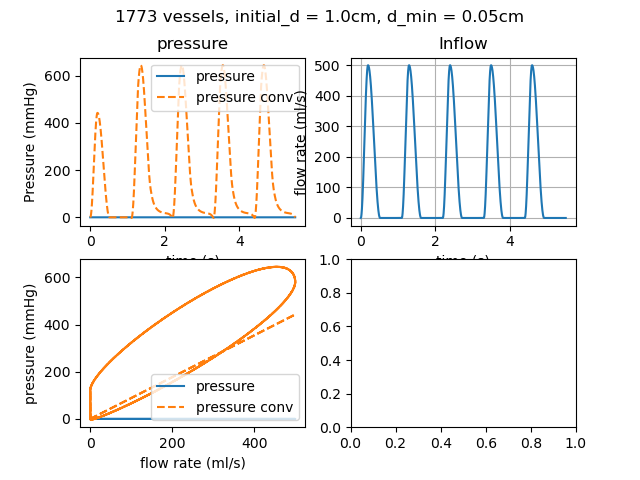 1773 vessels, initial_d = 1.0cm, d_min = 0.05cm
pressure
Inflow
Pressure (mmHg)
600
400
200
0
pressure
pressure conv
0
2
4
time (s)
flow rate (ml/s)
500
400
300
200
100
0
0
2
4
time (s)
pressure (mmHg)
600
400
200
0
pressure
pressure conv
0
200
400
flow rate (ml/s)
1.0
0.8
0.6
0.4
0.2
0.0
0.0
0.2
0.4
0.6
0.8
1.0